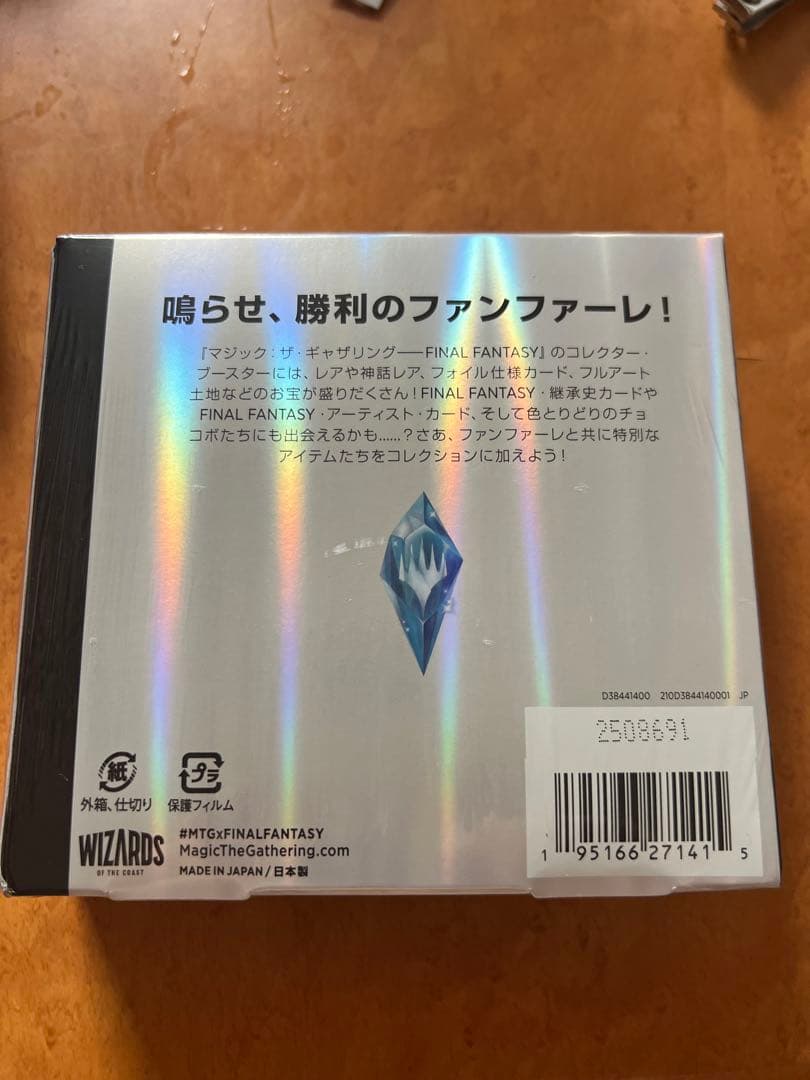 鳴らせ、勝利のファンファーレ!
『マジック:ザ・ギャザリング——FINAL FANTASY』のコレクター・
ブースターには、レアや神話レア、フォイル仕様カード、フルアート
土地などのお宝が盛りだくさん!FINAL FANTASY・継承史カードや
FINAL FANTASY・アーティスト・カード、そして色とりどりのチョ
コボたちにも出会えるかも……?さあ、ファンファーレと共に特別な
アイテムたちをコレクションに加えよう!
D38441400 210D3844140001 JP
2508691
紙
プラ
外箱、仕切り 保護フィルム
WIZARDS
OF THE COAST
#MTGxFINALFANTASY
MagicTheGathering.com
MADE IN JAPAN / 日本製
1 95166 27141 5